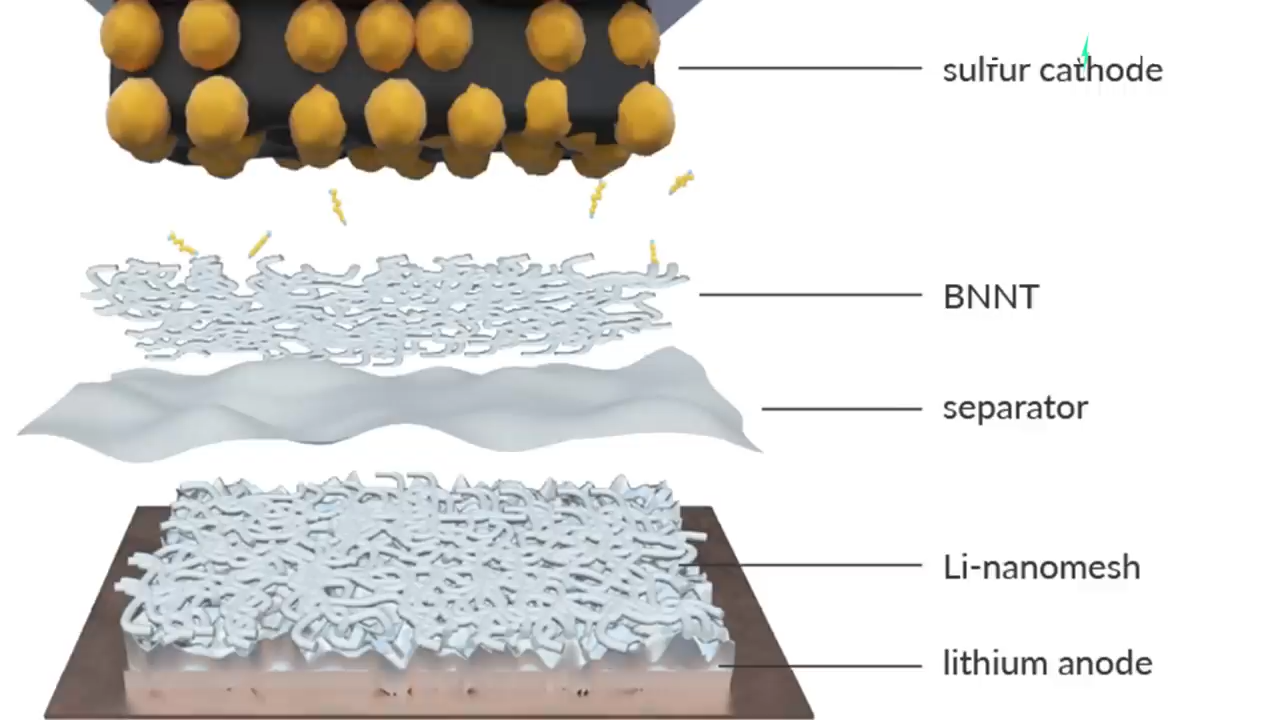 sulfur cathode
BNNT
separator
Li-nanomesh
lithium anode